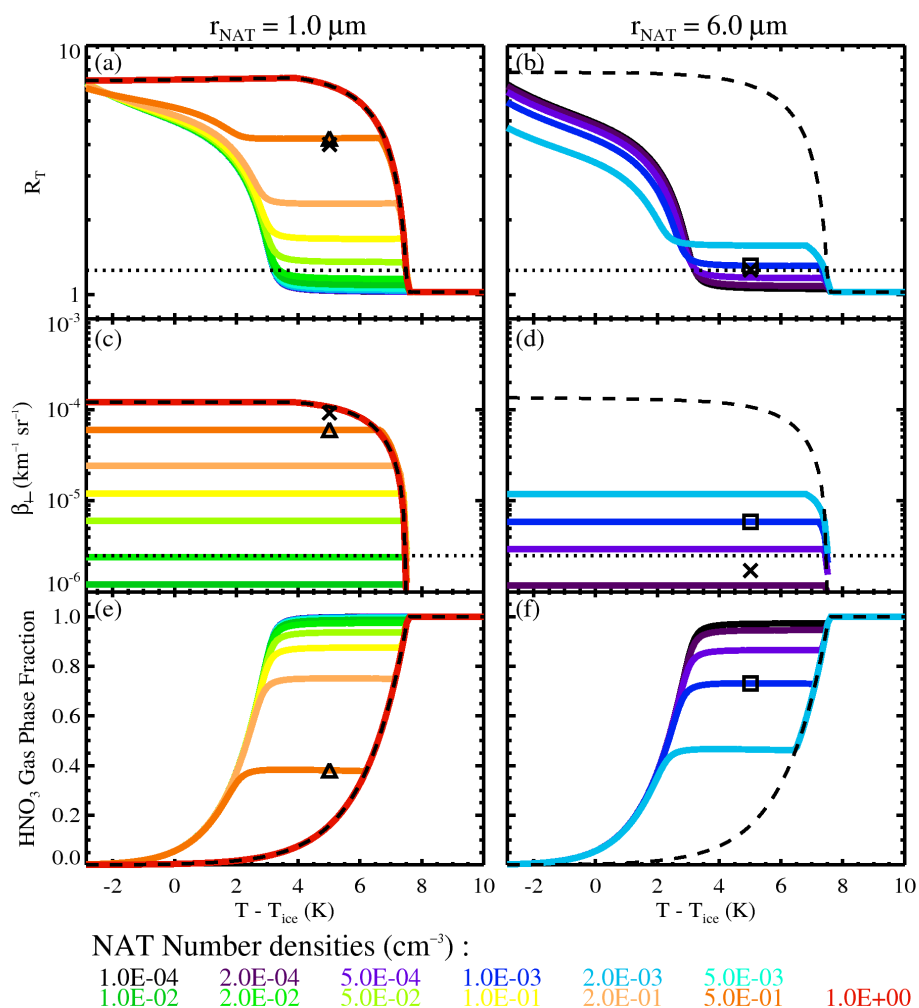 r_NAT = 1.0 μm r_NAT = 6.0 μm
10 (a) (b)
R_T
1
10⁻³ (c) (d)
10⁻⁴
β⊥ (km⁻¹ sr⁻¹)
10⁻⁵
10⁻⁶
1.0 (e) (f)
0.8
HNO₃ Gas Phase Fraction
0.6
0.4
0.2
0.0
-2 0 2 4 6 8 -2 0 2 4 6 8 10
T - T_ice (K) T - T_ice (K)
NAT Number densities (cm⁻³) :
1.0E-04 2.0E-04 5.0E-04 1.0E-03 2.0E-03 5.0E-03
1.0E-02 2.0E-02 5.0E-02 1.0E-01 2.0E-01 5.0E-01 1.0E+00